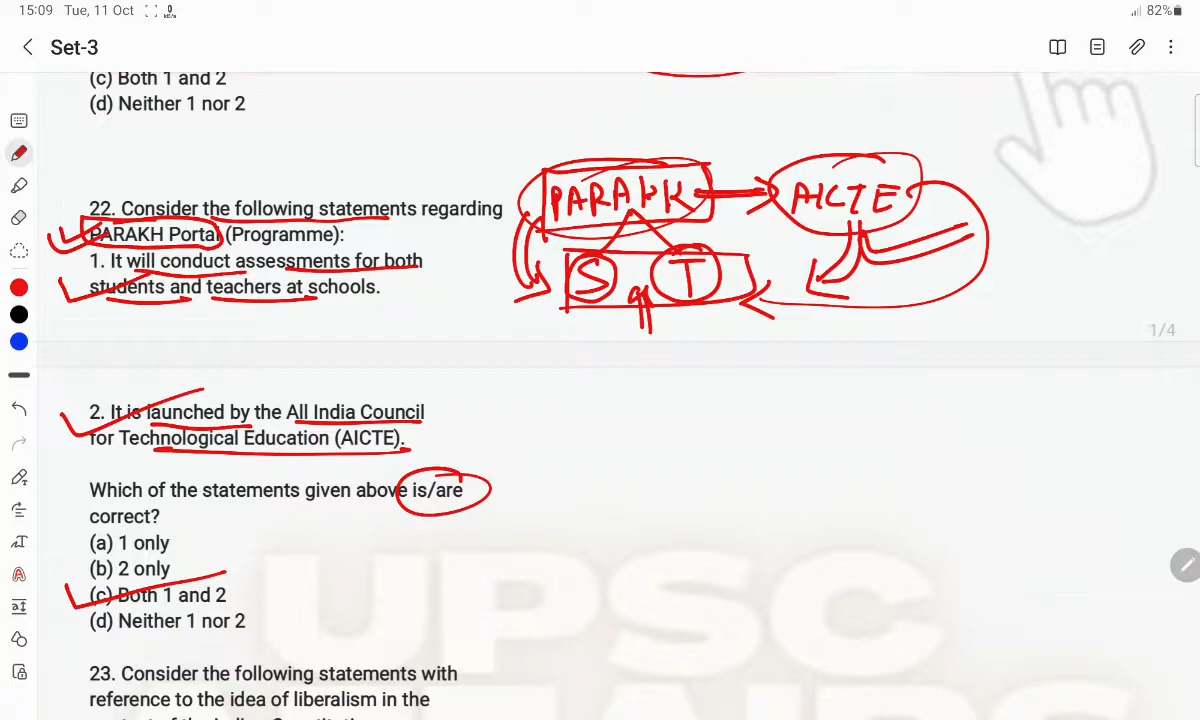 15:09 Tue, 11 Oct 82%
Set-3
(c) Both 1 and 2
(d) Neither 1 nor 2
22. Consider the following statements regarding
PARAKH Portal (Programme):
1. It will conduct assessments for both
students and teachers at schools.
PARAKH AICTE
S T
1/4
2. It is launched by the All India Council
for Technological Education (AICTE).
Which of the statements given above is/are
correct?
(a) 1 only
(b) 2 only
(c) Both 1 and 2
(d) Neither 1 nor 2
UPSC
23. Consider the following statements with
reference to the idea of liberalism in the